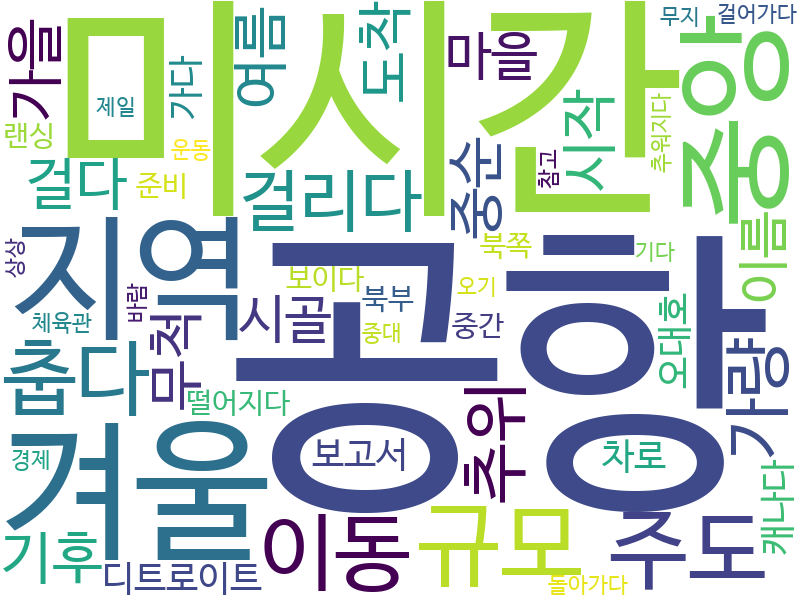 미시간
공항
겨울
지역
중앙
가을
여름
도착
마을
무지
걸어가다
제일
가다
랜싱
운동
준비
걸다
걸리다
중순
참고
시작
추워지다
이름
상상
바람
체육관
춥다
무척
시골
보이다
북부
중대
북쪽
오기
중간
기다
오대호
가량
떨어지다
추위
보고서
차로
경제
기후
디트로이트
이동
규모
돌아가다
주도
캐나다